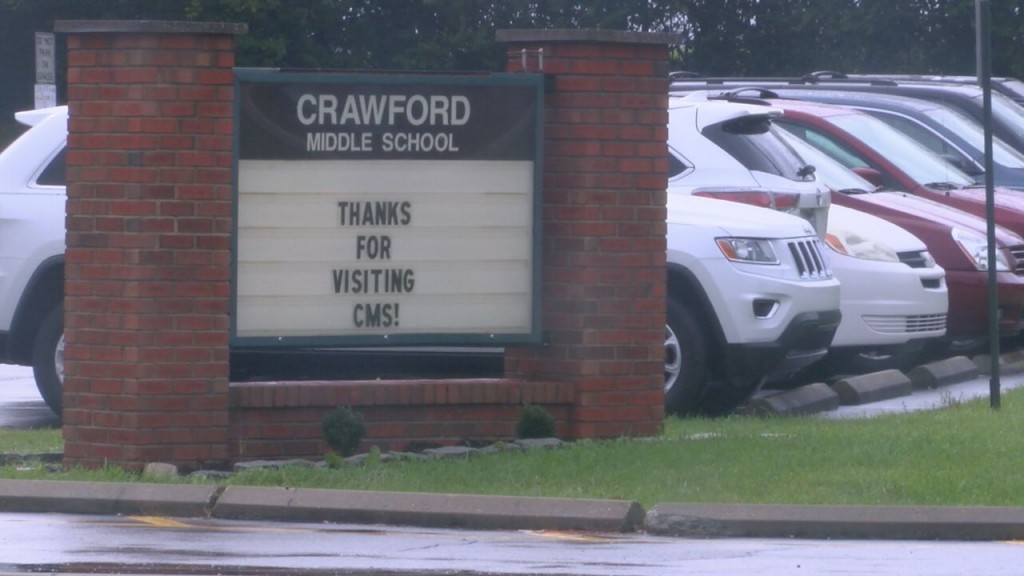 CRAWFORD
MIDDLE SCHOOL
THANKS
FOR
VISITING
CMS!